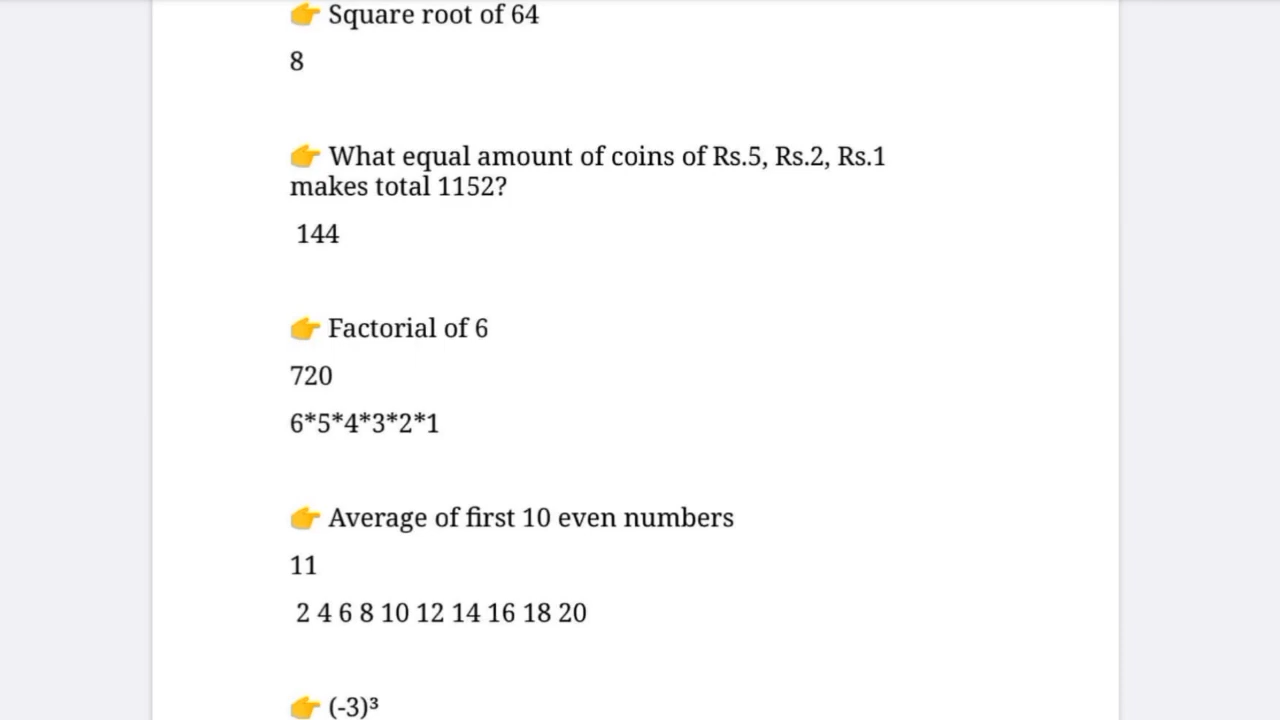 👉 Square root of 64
8
👉 What equal amount of coins of Rs.5, Rs.2, Rs.1
makes total 1152?
144
👉 Factorial of 6
720
6*5*4*3*2*1
👉 Average of first 10 even numbers
11
2 4 6 8 10 12 14 16 18 20
👉 (-3)³